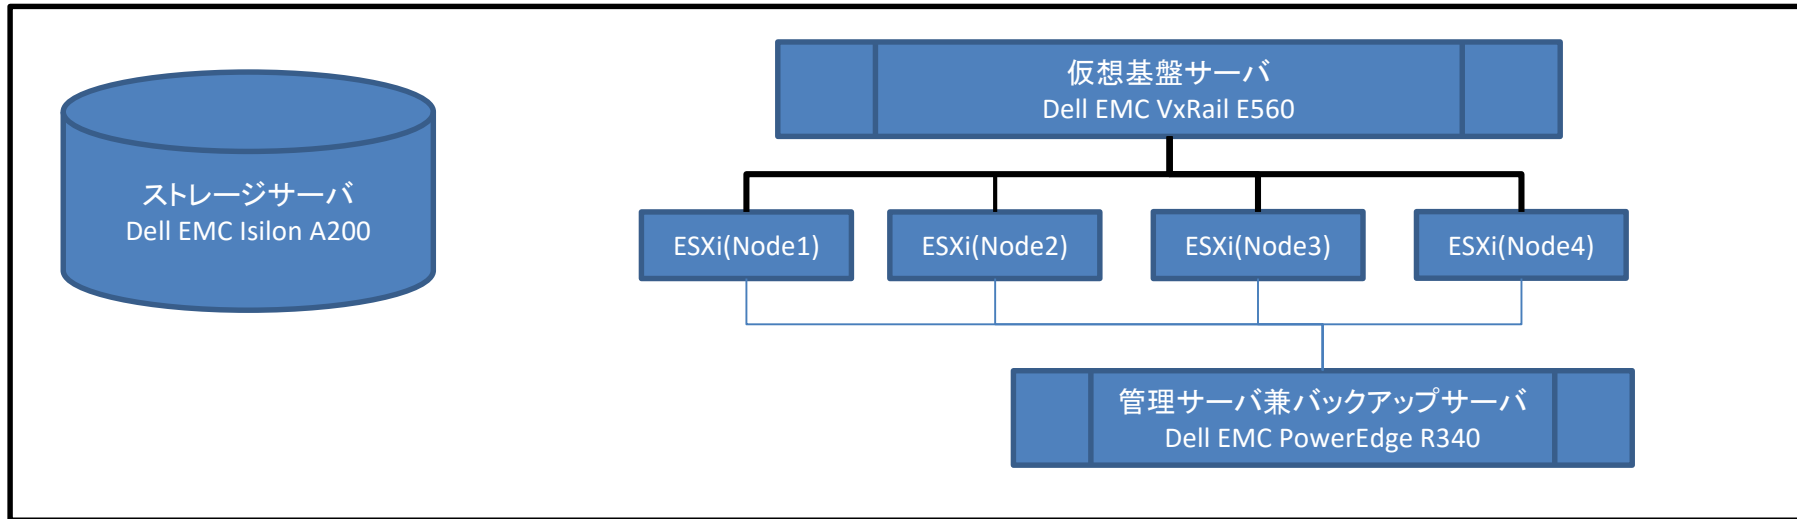 ストレージサーバ
Dell EMC Isilon A200
仮想基盤サーバ
Dell EMC VxRail E560
ESXi(Node1)
ESXi(Node2)
ESXi(Node3)
ESXi(Node4)
管理サーバ兼バックアップサーバ
Dell EMC PowerEdge R340